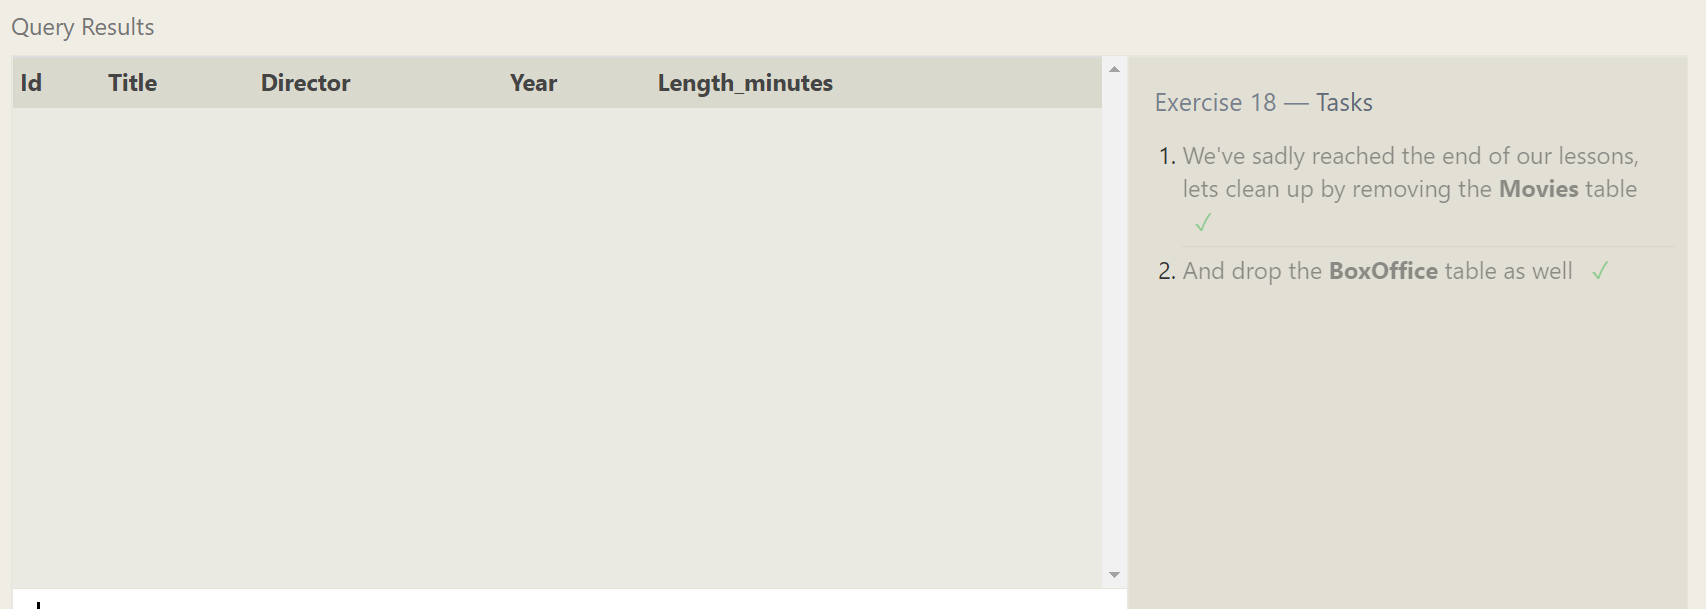 Query Results
Id Title Director Year Length_minutes
Exercise 18 — Tasks
1. We've sadly reached the end of our lessons,
lets clean up by removing the Movies table
✓
2. And drop the BoxOffice table as well ✓